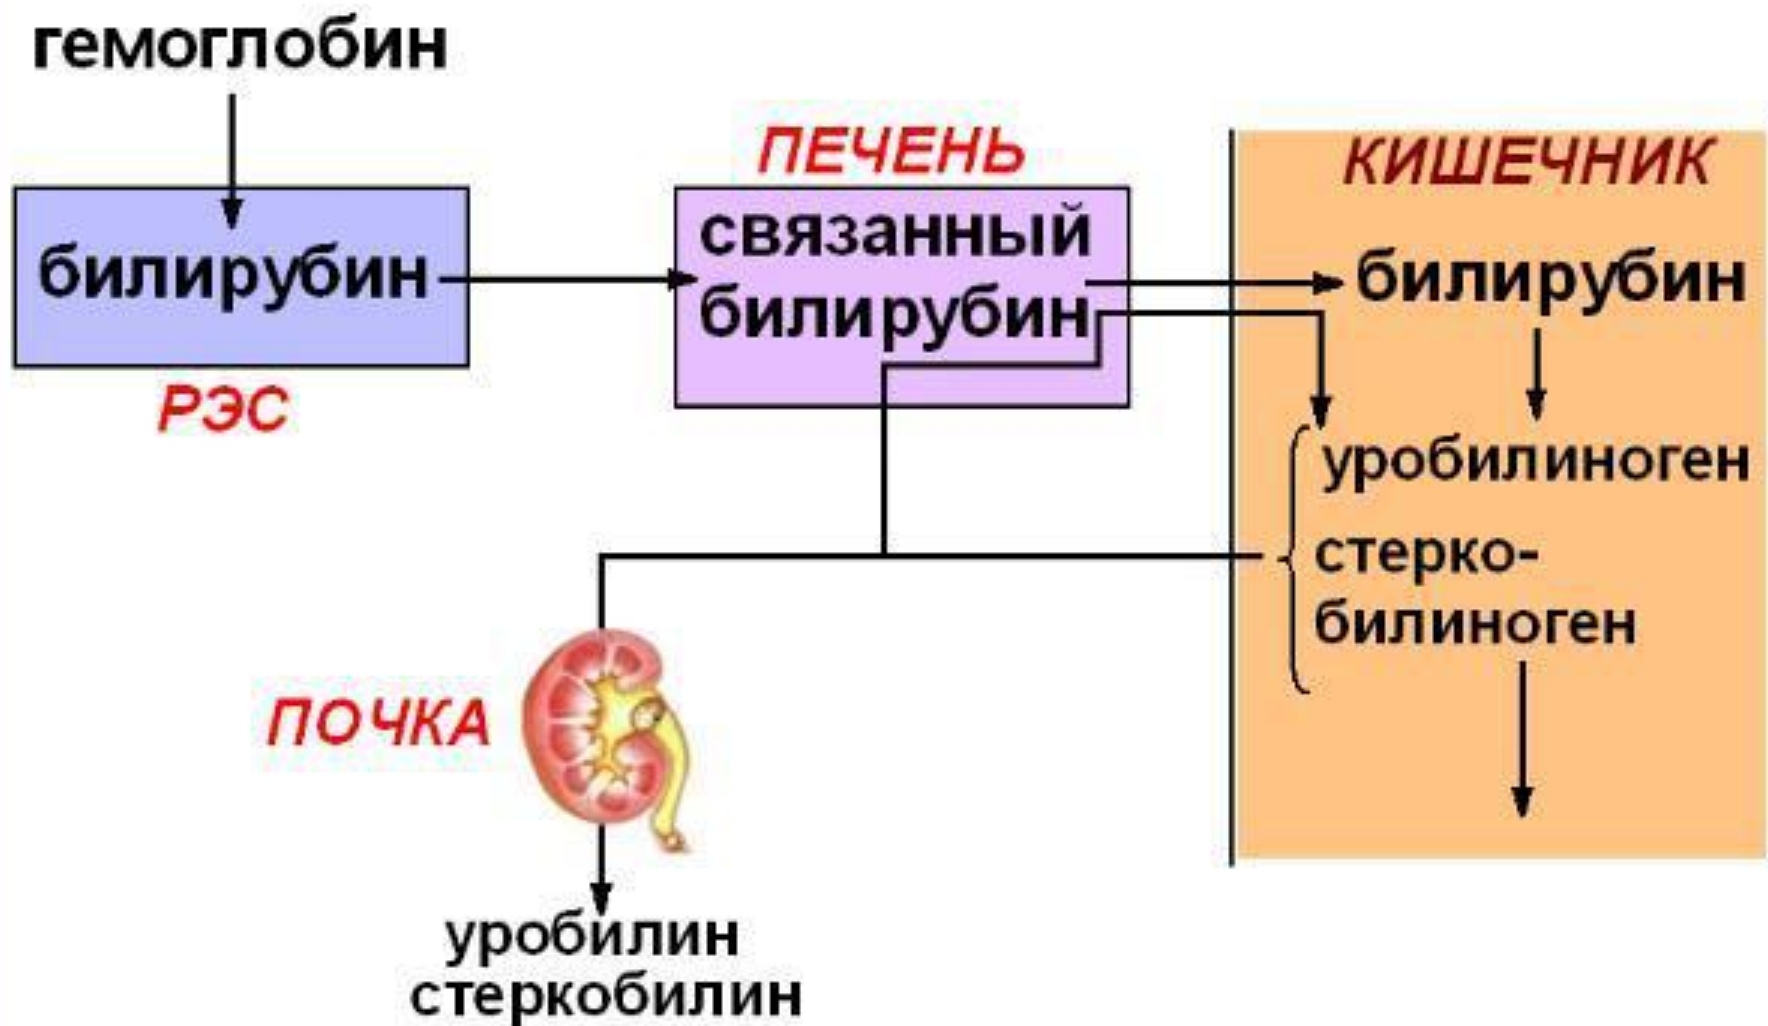 гемоглобин
ПЕЧЕНЬ
КИШЕЧНИК
билирубин
связанный
билирубин
билирубин
РЭС
уробилиноген
стерко-
билиноген
ПОЧКА
уробилин
стеркобилин